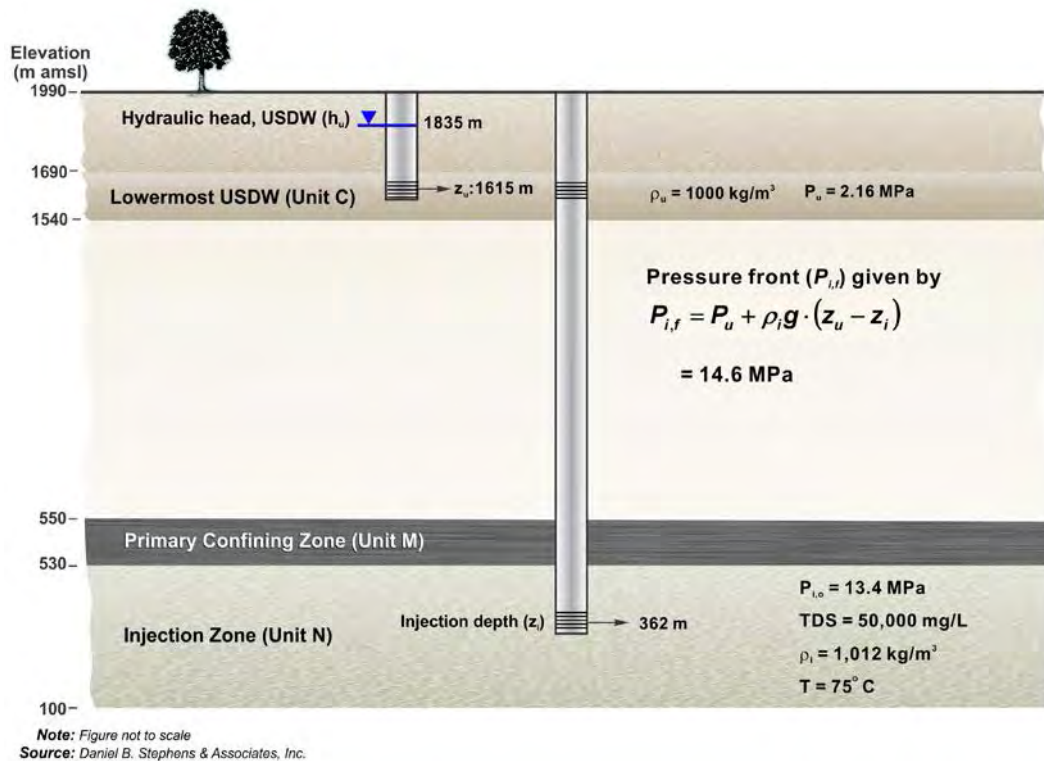 Elevation
(m amsl)
1990
Hydraulic head, USDW (hᵤ)
1835 m
1690
Lowermost USDW (Unit C)
zᵤ:1615 m
ρᵤ = 1000 kg/m³ Pᵤ = 2.16 MPa
1540
Pressure front (Pᵢ,f) given by
Pᵢ,f = Pᵤ + ρᵢg · (zᵤ − zᵢ)
= 14.6 MPa
550
Primary Confining Zone (Unit M)
530
Pᵢ,ₒ = 13.4 MPa
Injection depth (zᵢ)
362 m
TDS = 50,000 mg/L
Injection Zone (Unit N)
ρᵢ = 1,012 kg/m³
T = 75° C
100
Note: Figure not to scale
Source: Daniel B. Stephens & Associates, Inc.